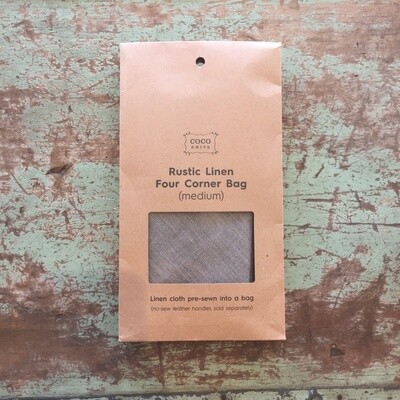 COCO
KNITS
Rustic Linen
Four Corner Bag
(medium)
Linen cloth pre-sewn into a bag
(no-sew leather handles sold separately)